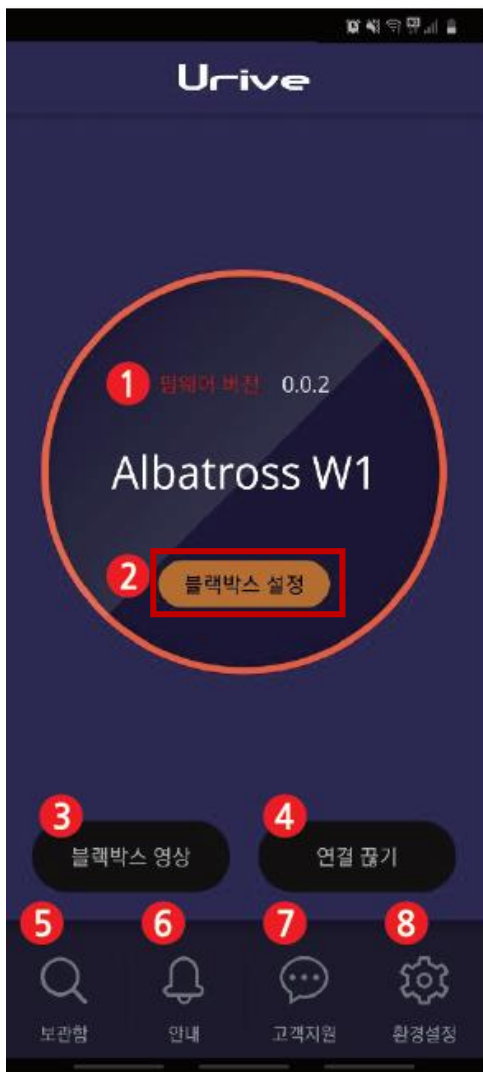 Urive
1 펌웨어 버전 0.0.2
Albatross W1
2 블랙박스 설정
3 4
블랙박스 영상 연결 끊기
5 6 7 8
보관함 안내 고객지원 환경설정